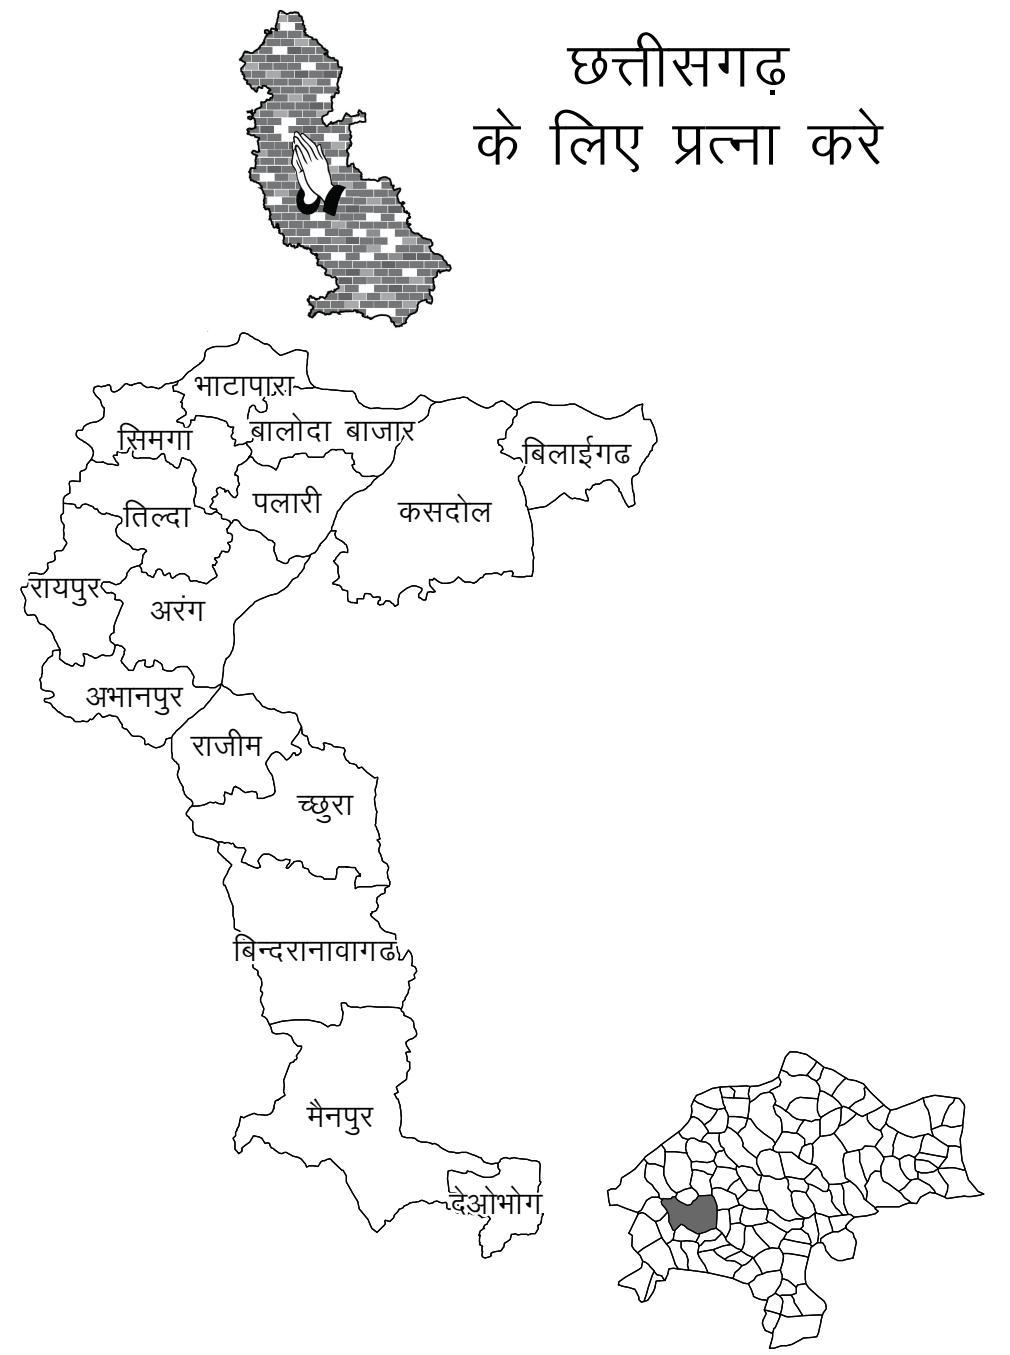 छत्तीसगढ़
के लिए प्रत्ना करे
भाटापारा
सिमगा
बालोदा बाजार
बिलाईगढ
पलारी
कसदोल
तिल्दा
रायपुर
अरंग
अभानपुर
राजीम
च्छुरा
बिन्दरानावागढ
मैनपुर
देओभोग